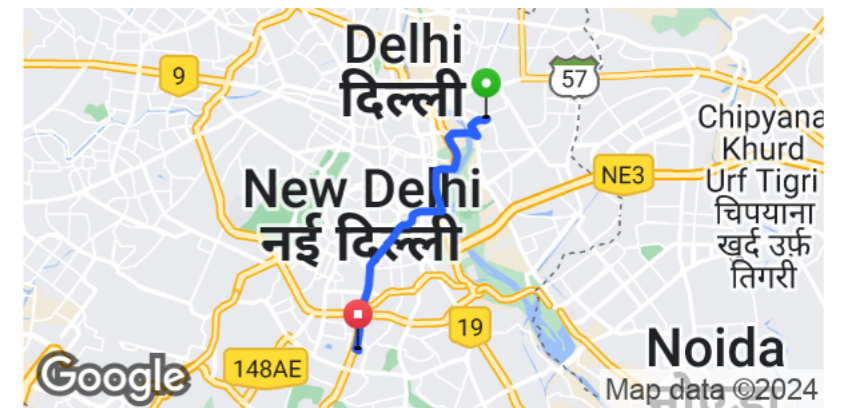 Delhi
दिल्ली
9
57
Chipyana
Khurd
Urf Tigri
चिपयाना
खुर्द उर्फ़
तिगरी
NE3
New Delhi
नई दिल्ली
19
148AE
Noida
Google
Map data ©2024